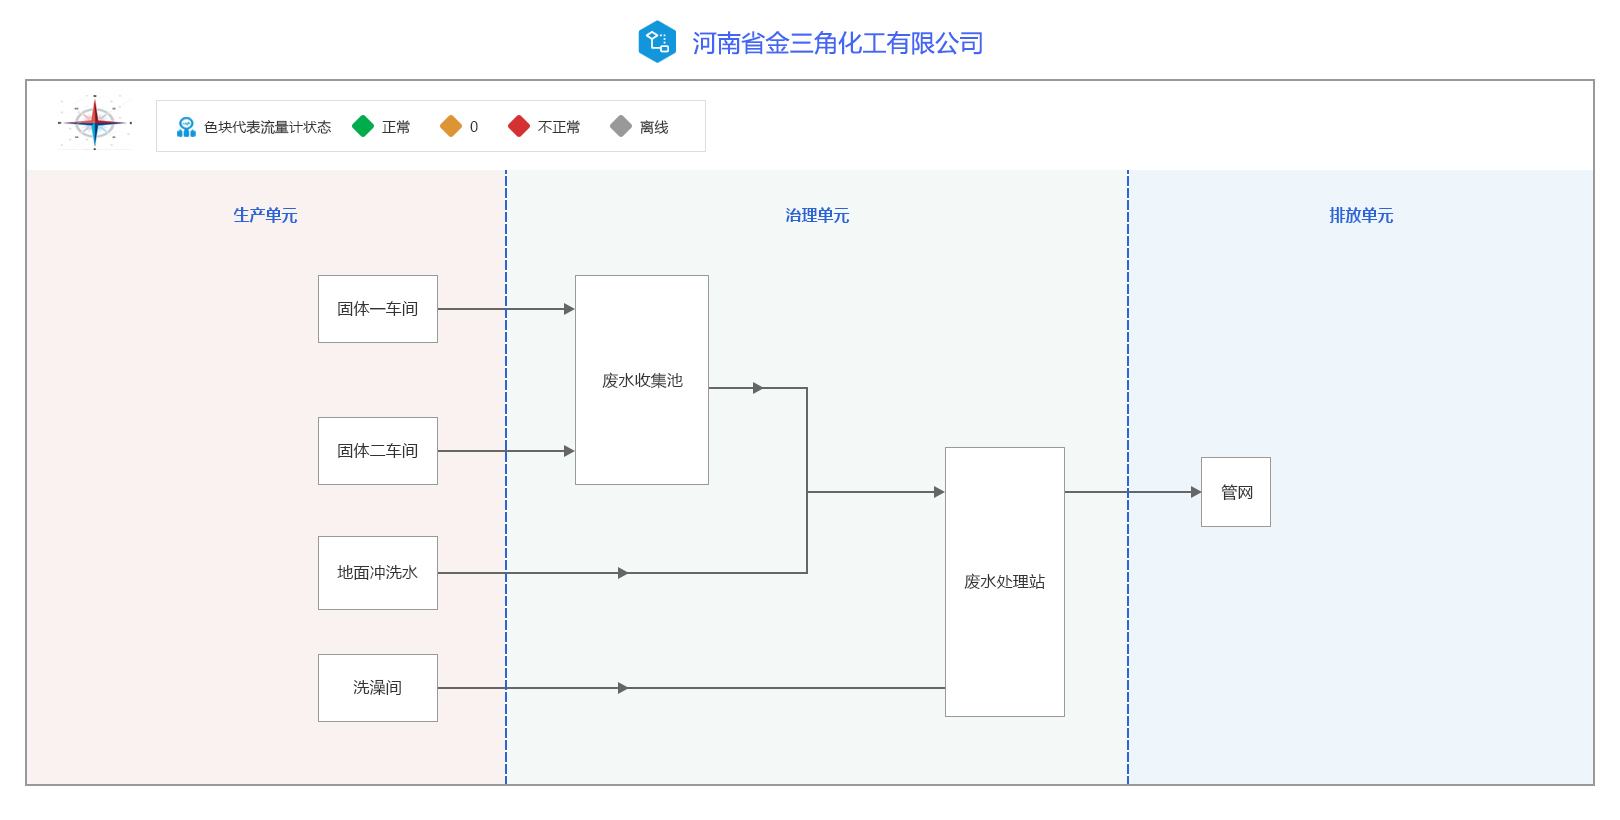 河南省金三角化工有限公司
色块代表流量计状态 正常 0 不正常 离线
生产单元 治理单元 排放单元
固体一车间
废水收集池
固体二车间
管网
地面冲洗水
废水处理站
洗澡间